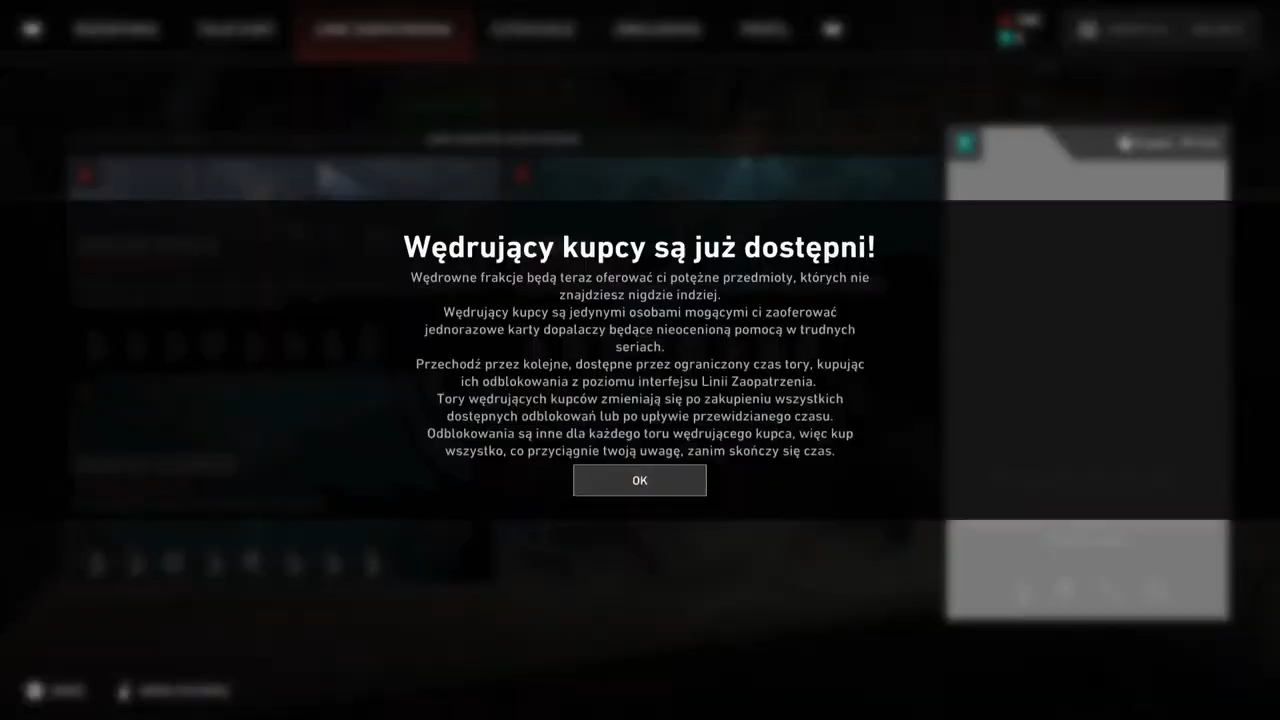 Wędrujący kupcy są już dostępni!
Wędrowne frakcje będą teraz oferować ci potężne przedmioty, których nie
znajdziesz nigdzie indziej.
Wędrujący kupcy są jedynymi osobami mogącymi ci zaoferować
jednorazowe karty dopalaczy będące nieocenioną pomocą w trudnych
seriach.
Przechodź przez kolejne, dostępne przez ograniczony czas tory, kupując
ich odblokowania z poziomu interfejsu Linii Zaopatrzenia.
Tory wędrujących kupców zmieniają się po zakupieniu wszystkich
dostępnych odblokowań lub po upływie przewidzianego czasu.
Odblokowania są inne dla każdego toru wędrującego kupca, więc kup
wszystko, co przyciągnie twoją uwagę, zanim skończy się czas.
OK